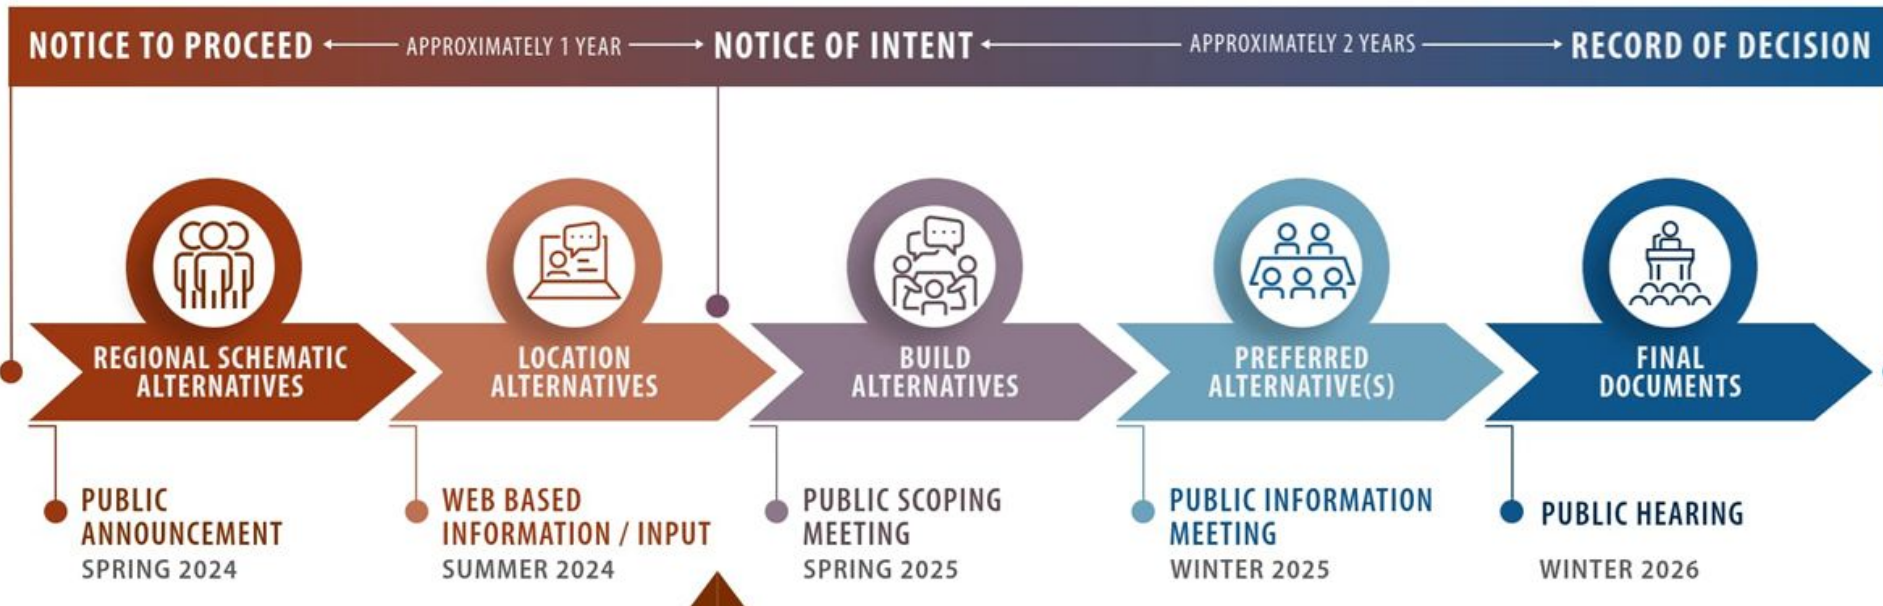 NOTICE TO PROCEED APPROXIMATELY 1 YEAR NOTICE OF INTENT APPROXIMATELY 2 YEARS RECORD OF DECISION
REGIONAL SCHEMATIC
ALTERNATIVES
LOCATION
ALTERNATIVES
BUILD
ALTERNATIVES
PREFERRED
ALTERNATIVE(S)
FINAL
DOCUMENTS
PUBLIC
ANNOUNCEMENT
SPRING 2024
WEB BASED
INFORMATION / INPUT
SUMMER 2024
PUBLIC SCOPING
MEETING
SPRING 2025
PUBLIC INFORMATION
MEETING
WINTER 2025
PUBLIC HEARING
WINTER 2026